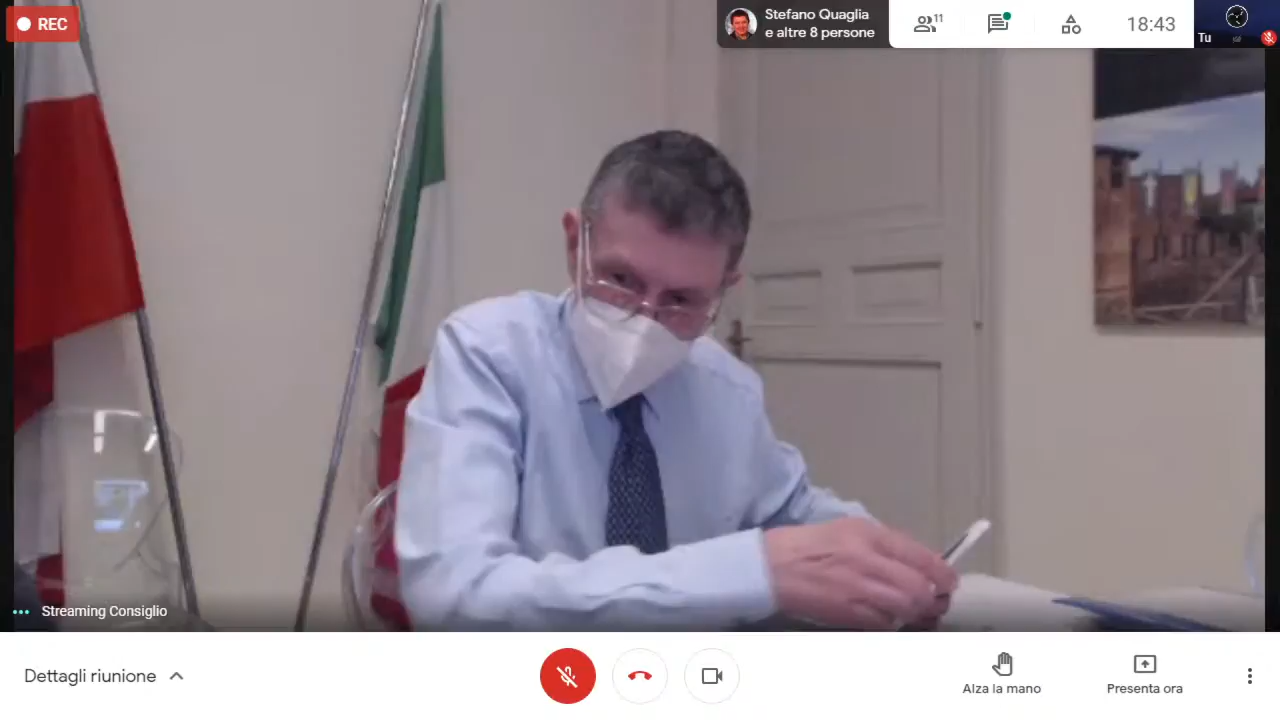 REC
Stefano Quaglia
e altre 8 persone
11
18:43
Tu
Streaming Consiglio
Dettagli riunione
Alza la mano
Presenta ora